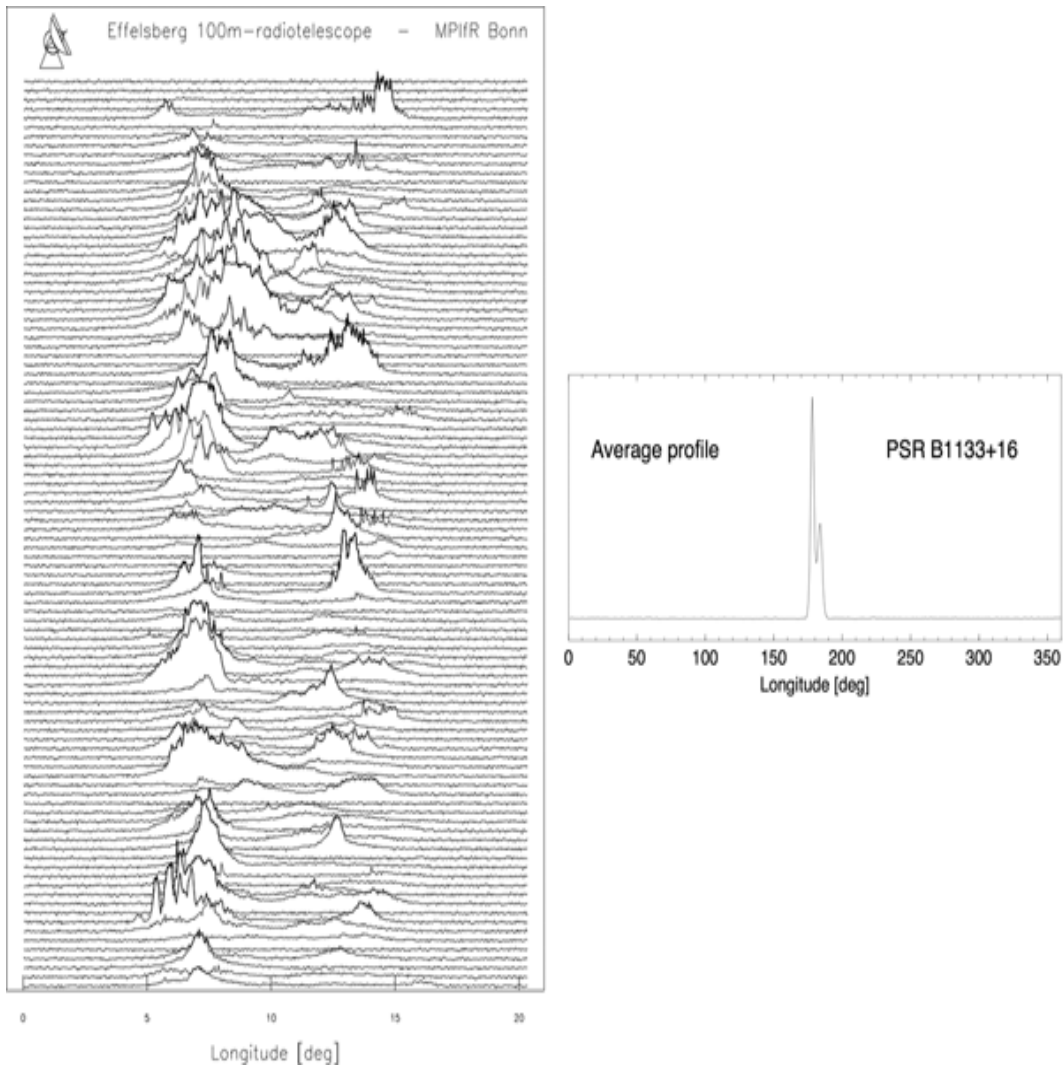 Effelsberg 100m-radiotelescope - MPIfR Bonn
0 5 10 15 20
Longitude [deg]
Average profile PSR B1133+16
0 50 100 150 200 250 300 350
Longitude [deg]